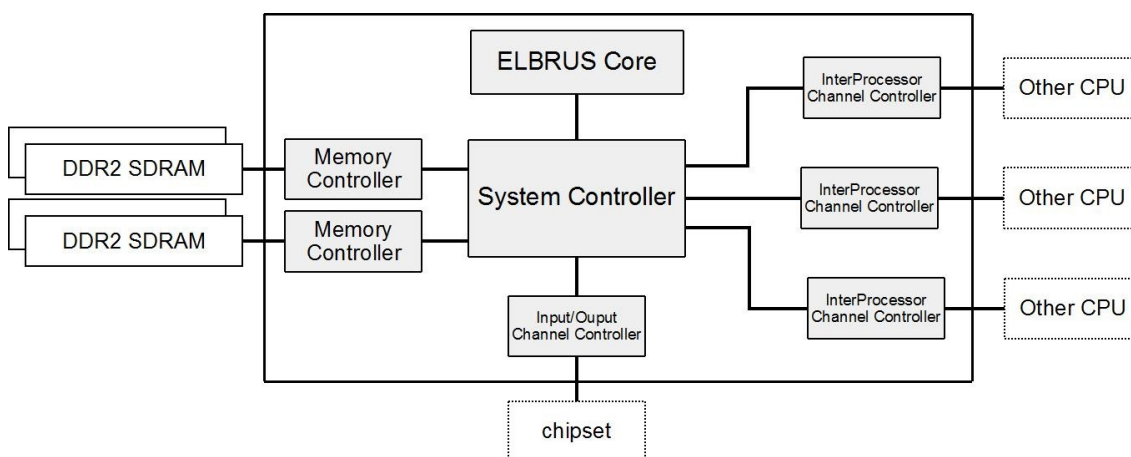 ELBRUS Core
InterProcessor
Channel Controller
Other CPU
DDR2 SDRAM
Memory
Controller
System Controller
InterProcessor
Channel Controller
Other CPU
DDR2 SDRAM
Memory
Controller
InterProcessor
Channel Controller
Other CPU
Input/Ouput
Channel Controller
chipset